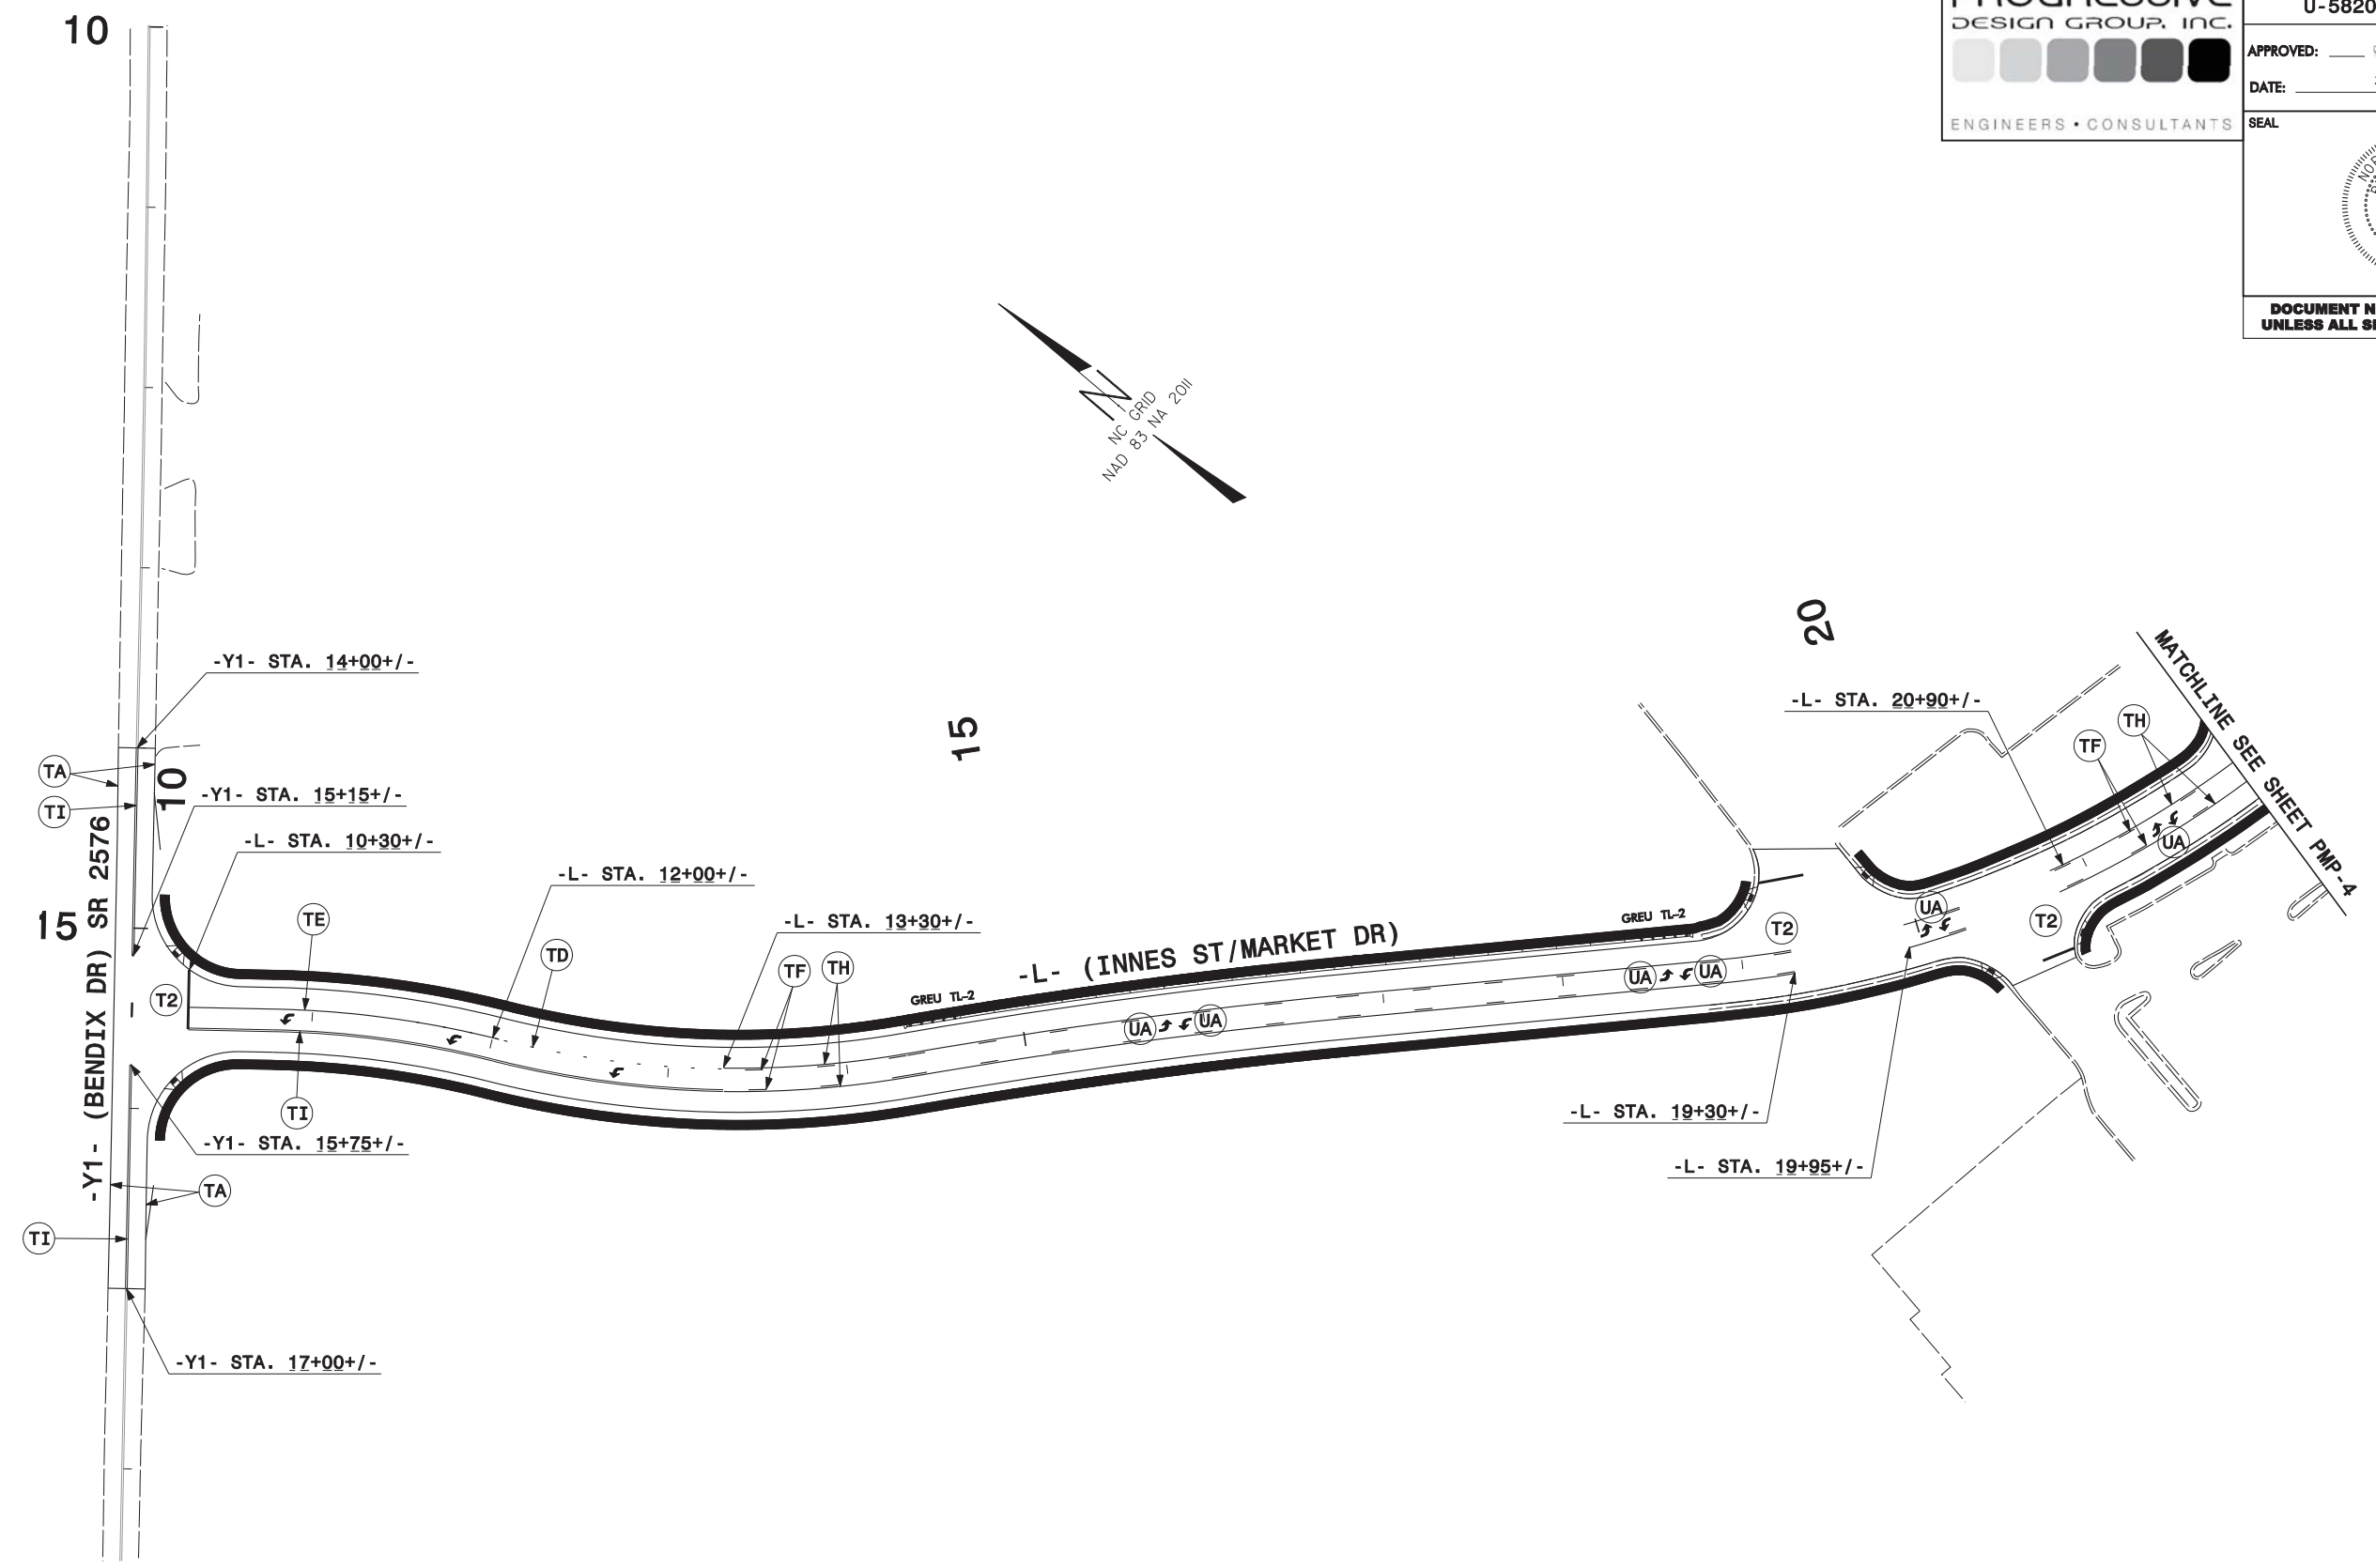 10
PROGRESSIVE
DESIGN GROUP, INC.
ENGINEERS • CONSULTANTS
U-5820
APPROVED:
DATE:
SEAL
DOCUMENT N
UNLESS ALL
N
NC GRID
NAD 83 NA 2011
20
MATCHLINE SEE SHEET PMP-4
-Y1- STA. 14+00+/-
-L- STA. 20+90+/-
TH
TF
15
TA
10
TI
-Y1- STA. 15+15+/-
-L- STA. 10+30+/-
UA
-L- STA. 12+00+/-
15
-Y1- (BENDIX DR) SR 2576
TE
-L- STA. 13+30+/-
GREU TL-2
UA
T2
T2
-L- (INNES ST/MARKET DR)
TD
TF
TH
UA
UA
T2
GREU TL-2
UA
UA
TI
-L- STA. 19+30+/-
-Y1- STA. 15+75+/-
-L- STA. 19+95+/-
TA
TI
-Y1- STA. 17+00+/-